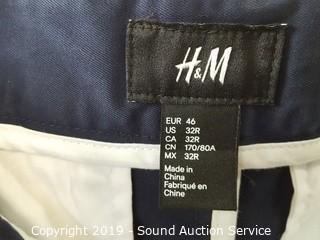 H&M
EUR 46
US 32R
CA 32R
CN 170/80A
MX 32R
Made in
China
Fabriqué en
Chine
Copyright 2019 - Sound Auction Service